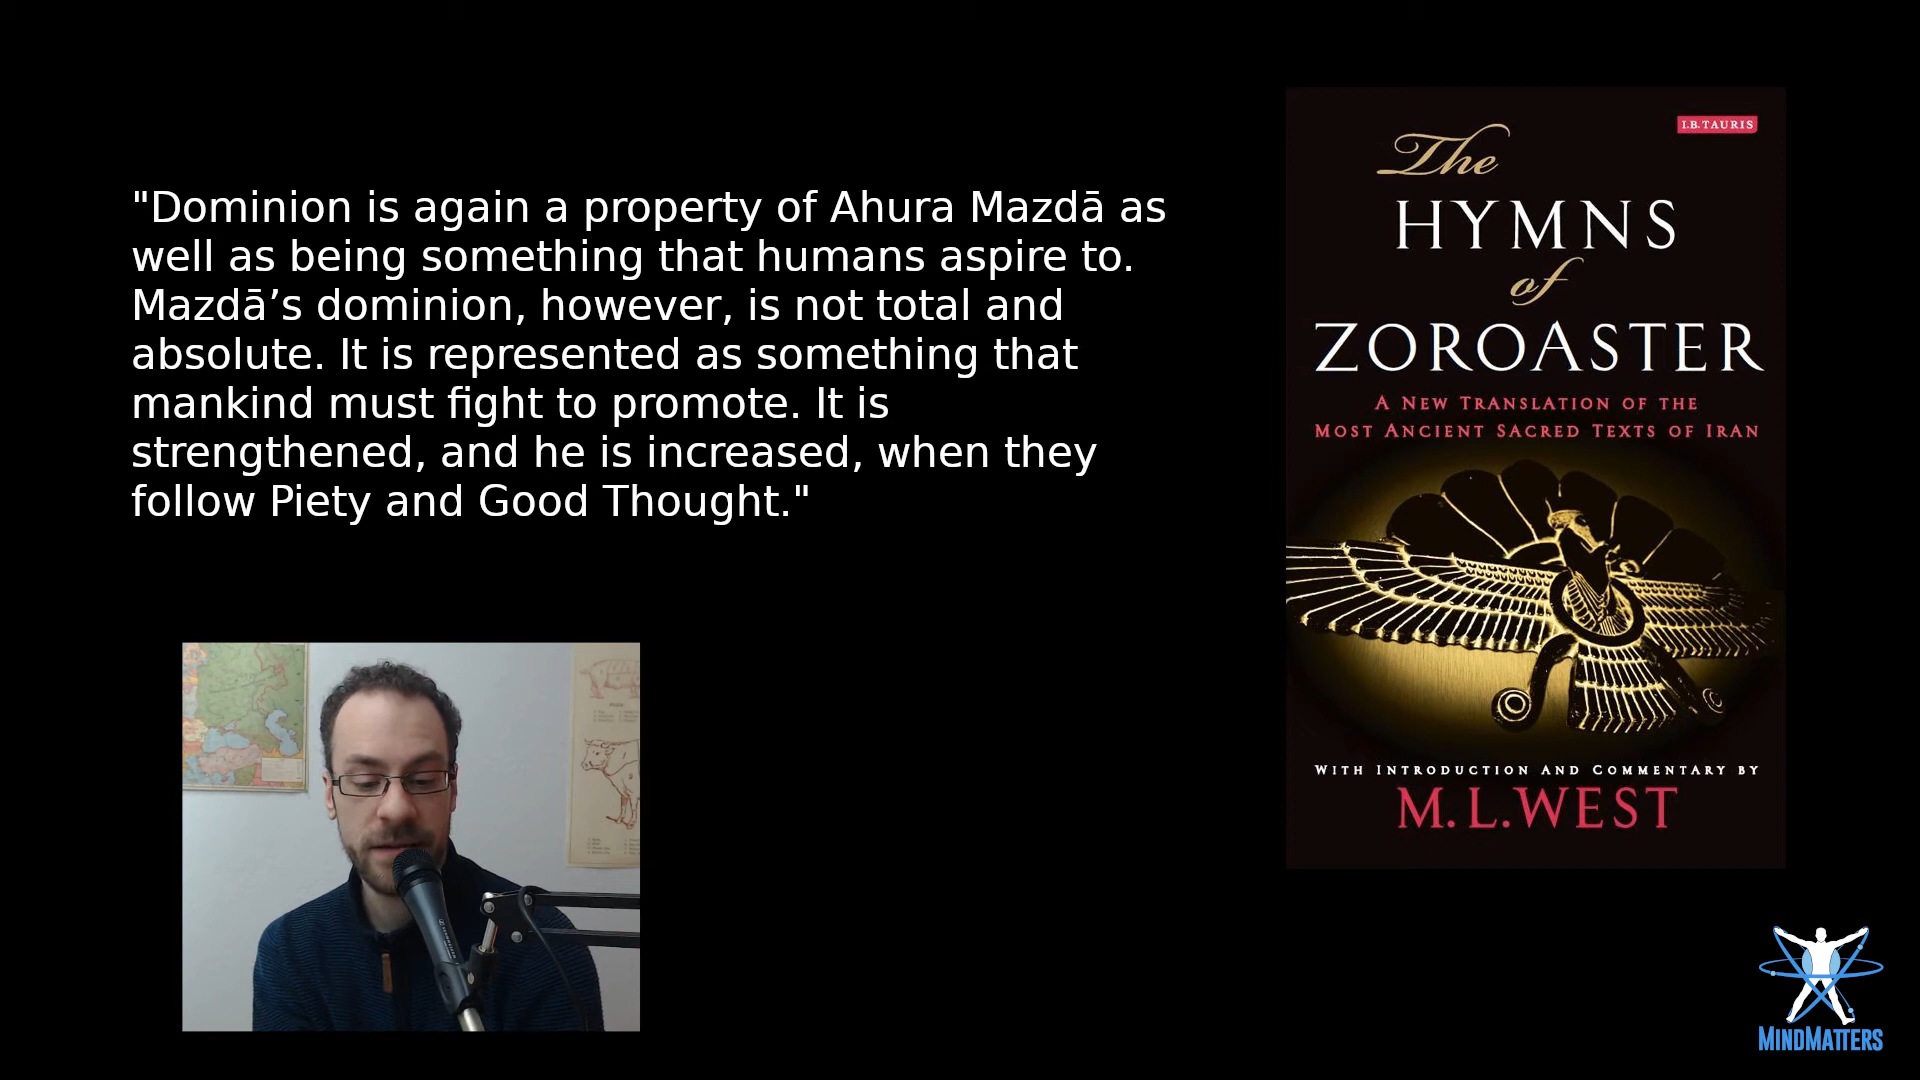 "Dominion is again a property of Ahura Mazdā as
well as being something that humans aspire to.
Mazdā’s dominion, however, is not total and
absolute. It is represented as something that
mankind must fight to promote. It is
strengthened, and he is increased, when they
follow Piety and Good Thought."
I.B.TAURIS
The
HYMNS
of
ZOROASTER
A NEW TRANSLATION OF THE
MOST ANCIENT SACRED TEXTS OF IRAN
WITH INTRODUCTION AND COMMENTARY BY
M.L.WEST
MINDMATTERS